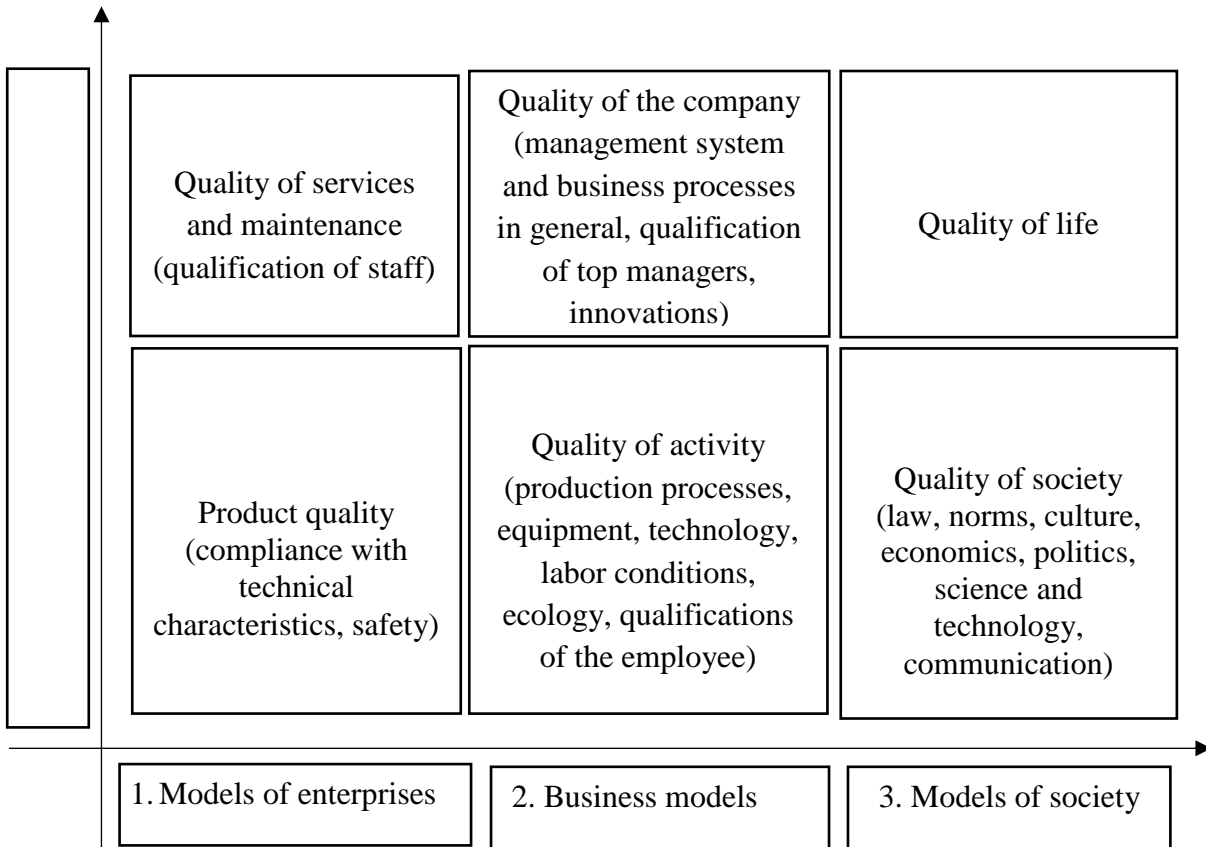 Quality of services
and maintenance
(qualification of staff)
Quality of the company
(management system
and business processes
in general, qualification
of top managers,
innovations)
Quality of life
Product quality
(compliance with
technical
characteristics, safety)
Quality of activity
(production processes,
equipment, technology,
labor conditions,
ecology, qualifications
of the employee)
Quality of society
(law, norms, culture,
economics, politics,
science and
technology,
communication)
1. Models of enterprises
2. Business models
3. Models of society